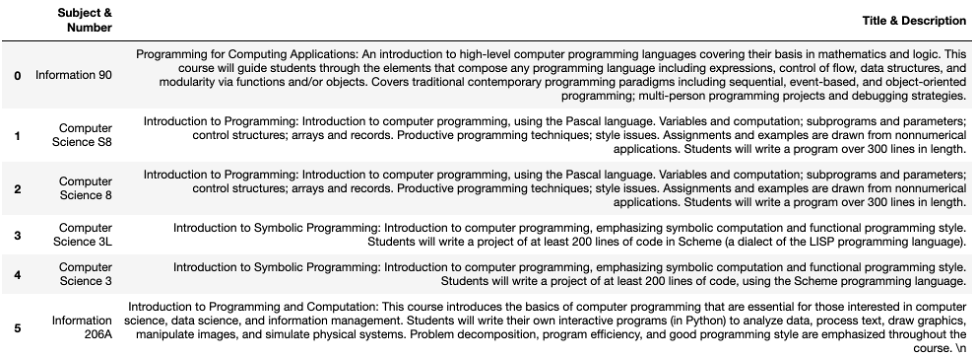 Subject &
Number
Title & Description
0
Information 90
Programming for Computing Applications: An introduction to high-level computer programming languages covering their basis in mathematics and logic. This
course will guide students through the elements that compose any programming language including expressions, control of flow, data structures, and
modularity via functions and/or objects. Covers traditional contemporary programming paradigms including sequential, event-based, and object-oriented
programming; multi-person programming projects and debugging strategies.
1
Computer
Science S8
Introduction to Programming: Introduction to computer programming, using the Pascal language. Variables and computation; subprograms and parameters;
control structures; arrays and records. Productive programming techniques; style issues. Assignments and examples are drawn from nonnumerical
applications. Students will write a program over 300 lines in length.
2
Computer
Science 8
Introduction to Programming: Introduction to computer programming, using the Pascal language. Variables and computation; subprograms and parameters;
control structures; arrays and records. Productive programming techniques; style issues. Assignments and examples are drawn from nonnumerical
applications. Students will write a program over 300 lines in length.
3
Computer
Science 3L
Introduction to Symbolic Programming: Introduction to computer programming, emphasizing symbolic computation and functional programming style.
Students will write a project of at least 200 lines of code in Scheme (a dialect of the LISP programming language).
4
Computer
Science 3
Introduction to Symbolic Programming: Introduction to computer programming, emphasizing symbolic computation and functional programming style.
Students will write a project of at least 200 lines of code, using the Scheme programming language.
5
Information
206A
Introduction to Programming and Computation: This course introduces the basics of computer programming that are essential for those interested in computer
science, data science, and information management. Students will write their own interactive programs (in Python) to analyze data, process text, draw graphics,
manipulate images, and simulate physical systems. Problem decomposition, program efficiency, and good programming style are emphasized throughout the
course. \n